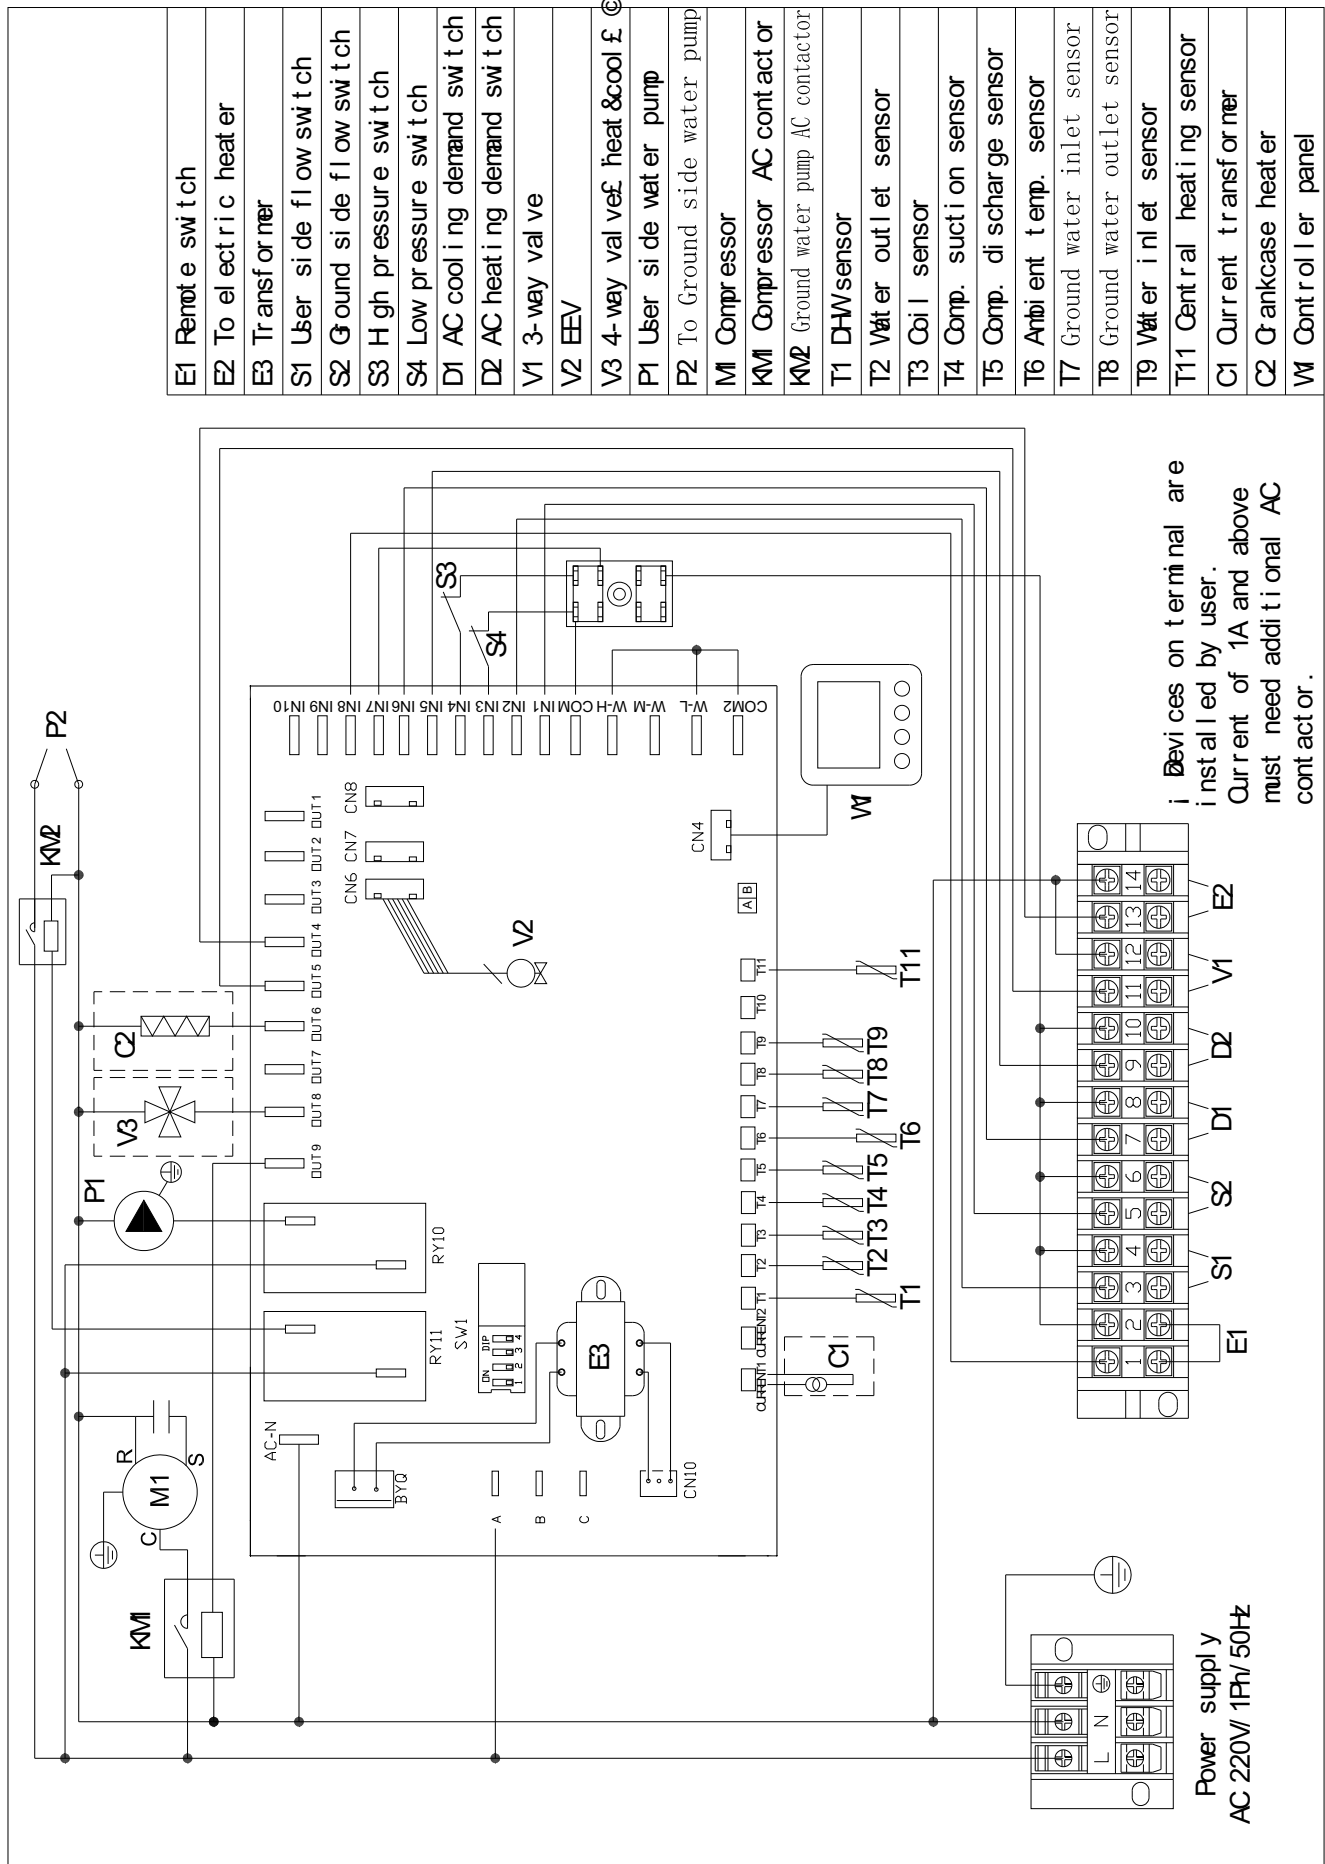 E1 Remote switch
E2 To electric heater
E3 Transformer
S1 User side flow switch
S2 Ground side flow switch
S3 High pressure switch
S4 Low pressure switch
D1 AC cooling demand switch
D2 AC heating demand switch
V1 3-way valve
V2 EEV
V3 4-way valve£¨heat &cool £ ©
P1 User side water pump
P2 To Ground side water pump
M1 Compressor
KM1 Compressor AC contactor
KM2 Ground water pump AC contactor
T1 DHW sensor
T2 Water outlet sensor
T3 Coil sensor
T4 Comp. suction sensor
T5 Comp. discharge sensor
T6 Ambient temp. sensor
T7 Ground water inlet sensor
T8 Ground water outlet sensor
T9 Water inlet sensor
T11 Central heating sensor
C1 Current transformer
C2 Crankcase heater
W1 Controller panel
P2
KM2
C2
V3
P1
R
S
C
M1
KM1
OUT1
OUT2
OUT3
OUT4
OUT5
OUT6
OUT7
OUT8
OUT9
RY10
RY11
AC-N
CN8
CN7
CN6
V2
SW1
ON DIP
1 2 3 4
E3
BYQ
A
B
C
CN10
IN10
IN9
IN8
IN7
IN6
IN5
IN4
IN3
IN2
IN1
COM
W-H
W-M
W-L
COM2
S3
S4
CN4
W1
A B
T11
T10
T9
T8
T7
T6
T5
T4
T3
T2
T1
CURRENT2
CURRENT1
T11
T9
T8
T7
T6
T5
T4
T3
T2
T1
C1
14
13
12
11
10
9
8
7
6
5
4
3
2
1
E2
V1
D2
D1
S2
S1
E1
¡ Devices on terminal are
installed by user.
Current of 1A and above
must need additional AC
contactor.
L N
Power supply
AC 220V/1Ph/50Hz